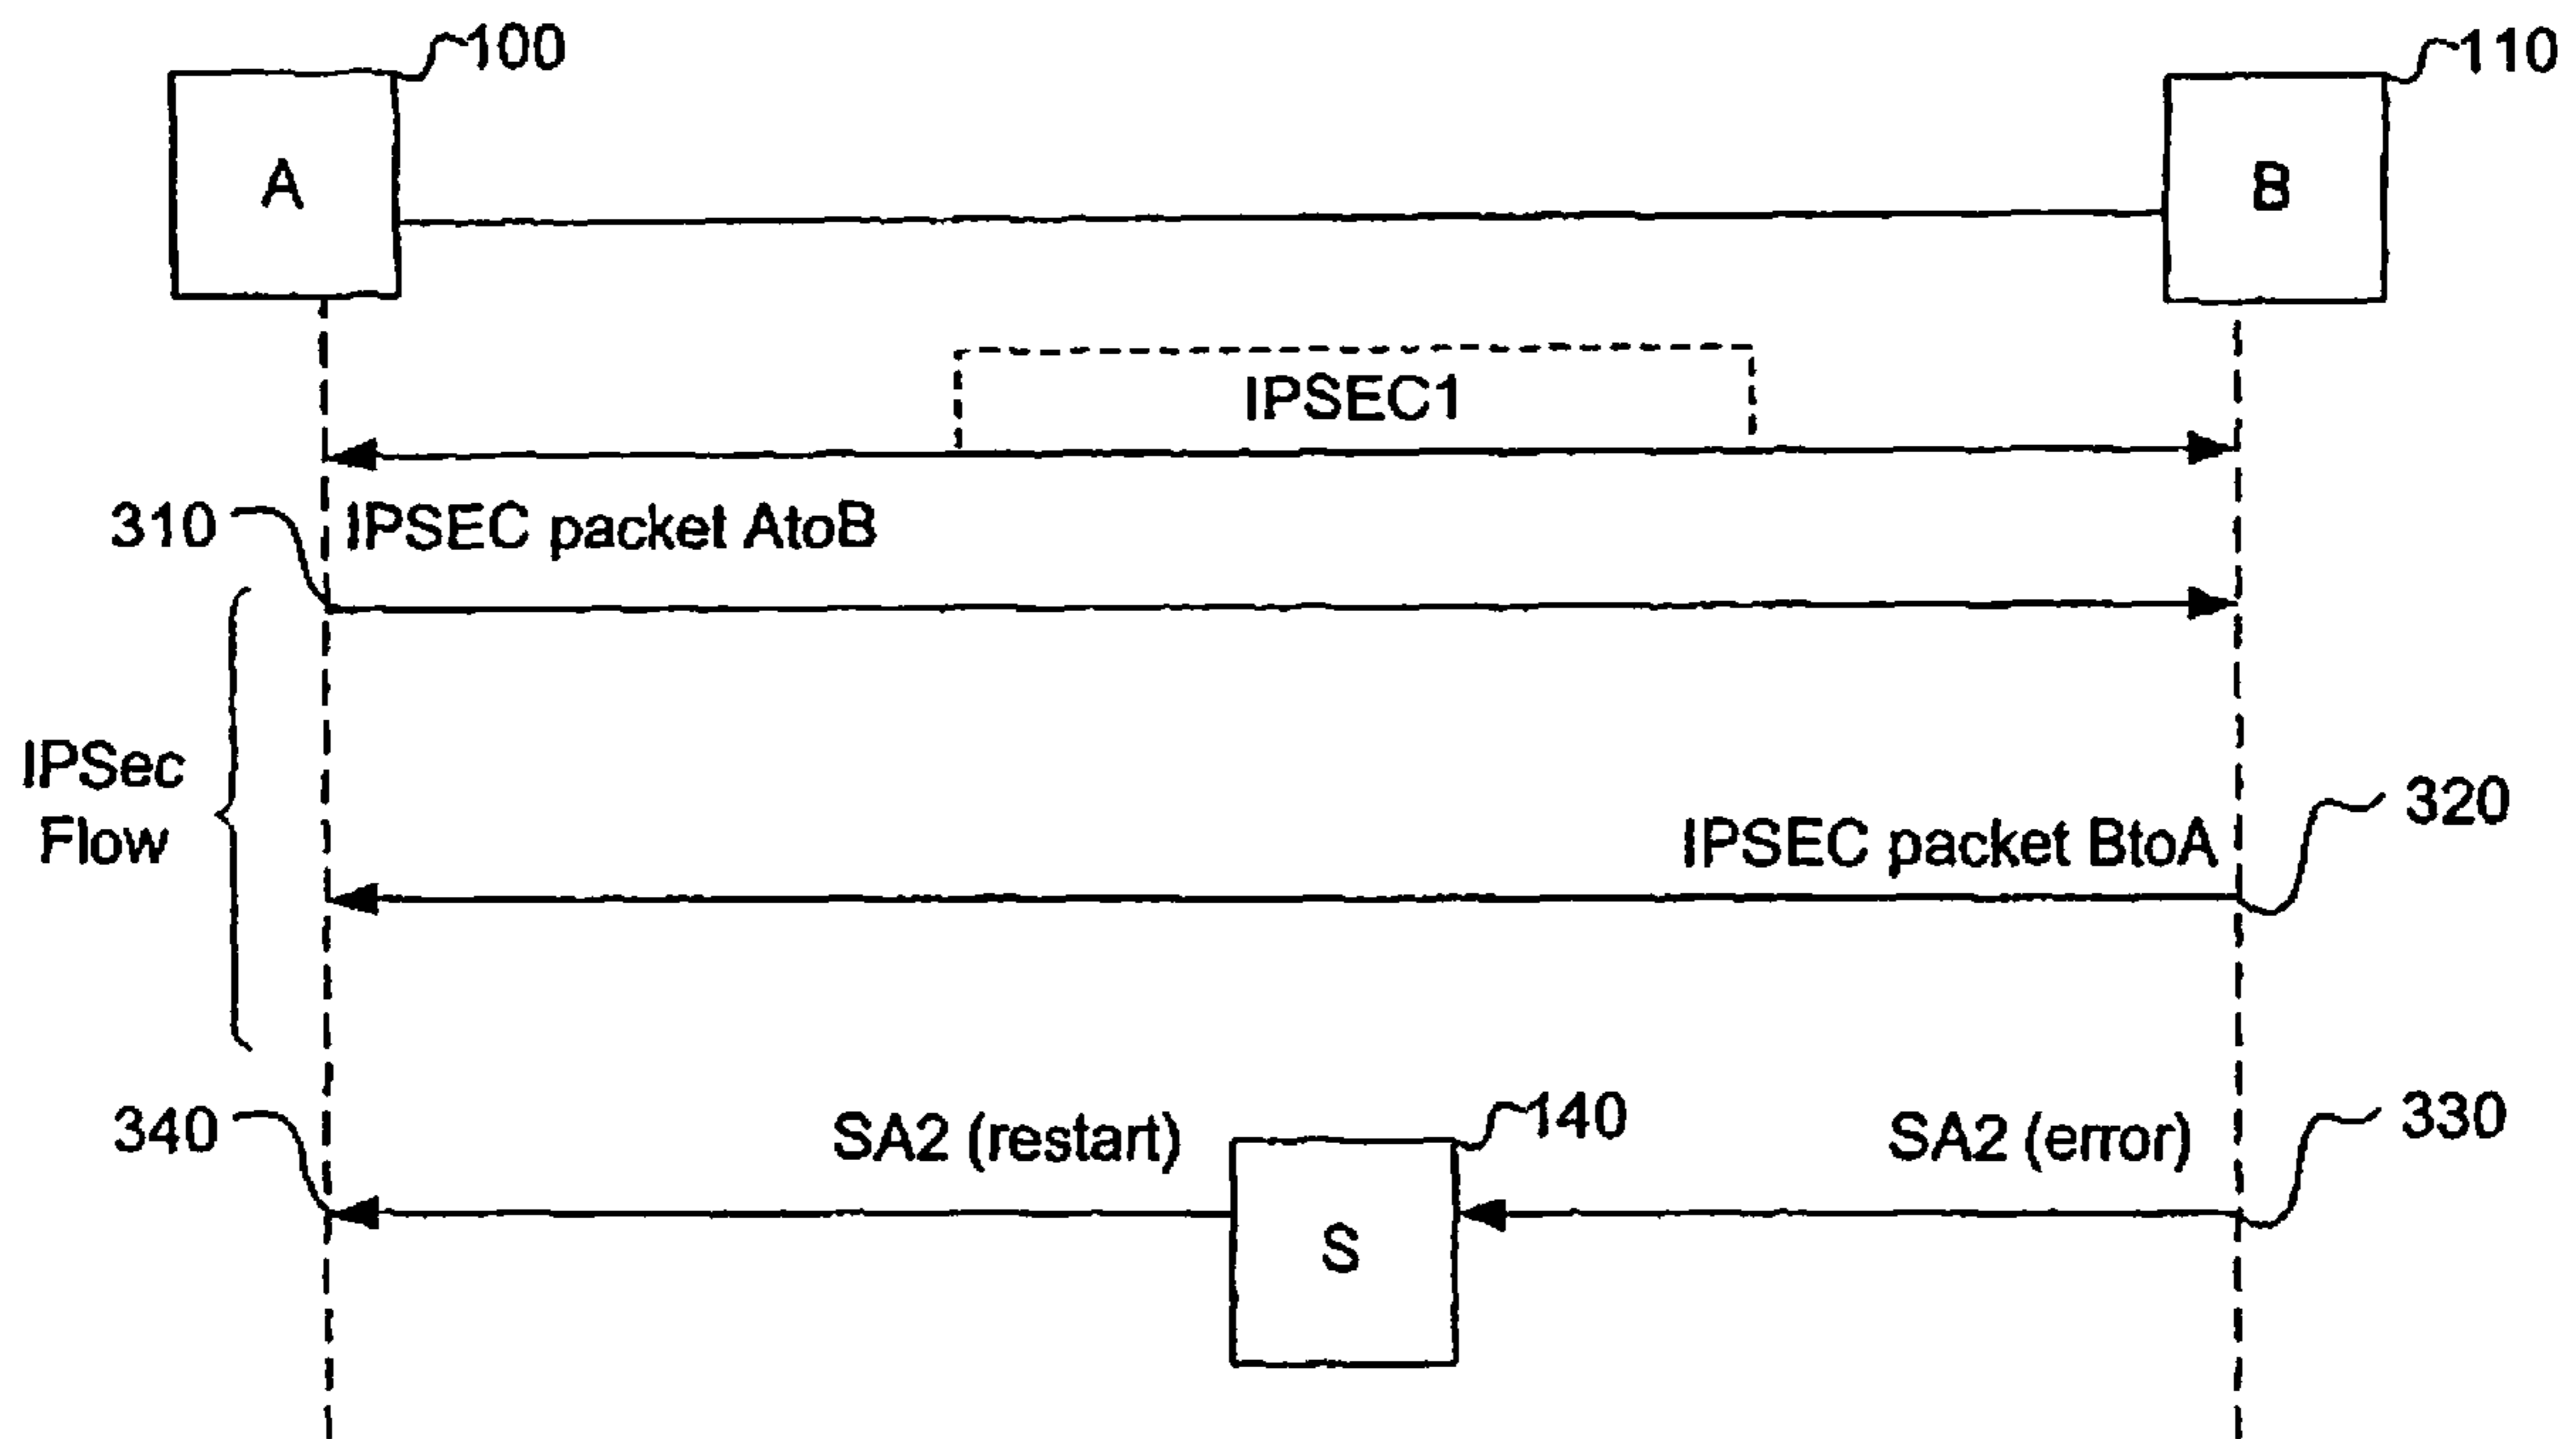 100
110
A
B
IPSEC1
310
IPSEC packet AtoB
IPSec
Flow
320
IPSEC packet BtoA
340
SA2 (restart)
140
SA2 (error)
330
S